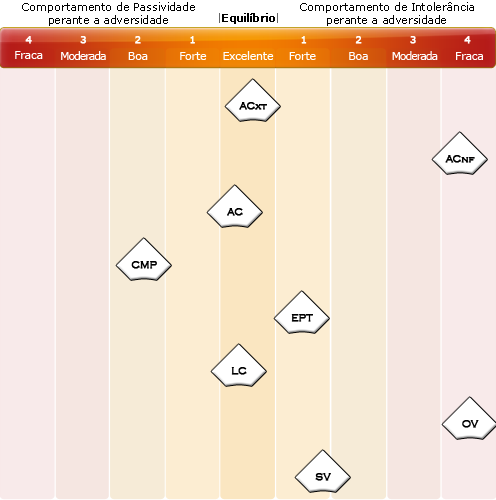 Comportamento de Passividade
perante a adversidade
|Equilíbrio|
Comportamento de Intolerância
perante a adversidade
4 3 2 1 1 2 3 4
Fraca Moderada Boa Forte Excelente Forte Boa Moderada Fraca
ACXT
ACNF
AC
CMP
EPT
LC
OV
SV